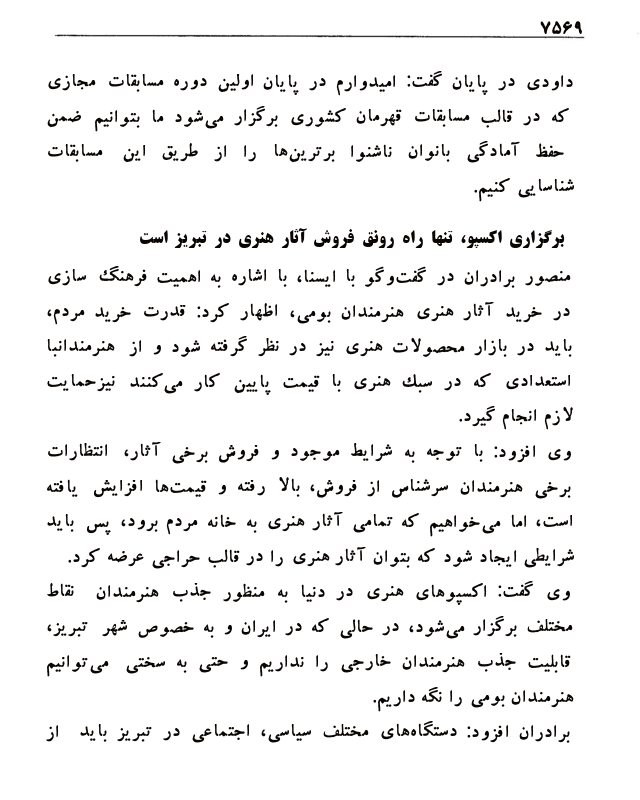 ۷۵۶۹
داودی در پایان گفت: امیدوارم در پایان اولین دوره مسابقات مجازی
که در قالب مسابقات قهرمان کشوری برگزار می‌شود ما بتوانیم ضمن
حفظ آمادگی بانوان ناشنوا برترین‌ها را از طریق این مسابقات
شناسایی کنیم.
برگزاری اکسپو، تنها راه رونق فروش آثار هنری در تبریز است
منصور برادران در گفت‌وگو با ایسنا، با اشاره به اهمیت فرهنگ سازی
در خرید آثار هنری هنرمندان بومی، اظهار کرد: قدرت خرید مردم،
باید در بازار محصولات هنری نیز در نظر گرفته شود و از هنرمندانبا
استعدادی که در سبك هنری با قیمت پایین کار می‌کنند نیزحمایت
لازم انجام گیرد.
وی افزود: با توجه به شرایط موجود و فروش برخی آثار، انتظارات
برخی هنرمندان سرشناس از فروش، بالا رفته و قیمت‌ها افزایش یافته
است، اما می‌خواهیم که تمامی آثار هنری به خانه مردم برود، پس باید
شرایطی ایجاد شود که بتوان آثار هنری را در قالب حراجی عرضه کرد.
وی گفت: اکسپوهای هنری در دنیا به منظور جذب هنرمندان نقاط
مختلف برگزار می‌شود، در حالی که در ایران و به خصوص شهر تبریز،
قابلیت جذب هنرمندان خارجی را نداریم و حتی به سختی می‌توانیم
هنرمندان بومی را نگه داریم.
برادران افزود: دستگاه‌های مختلف سیاسی، اجتماعی در تبریز باید از